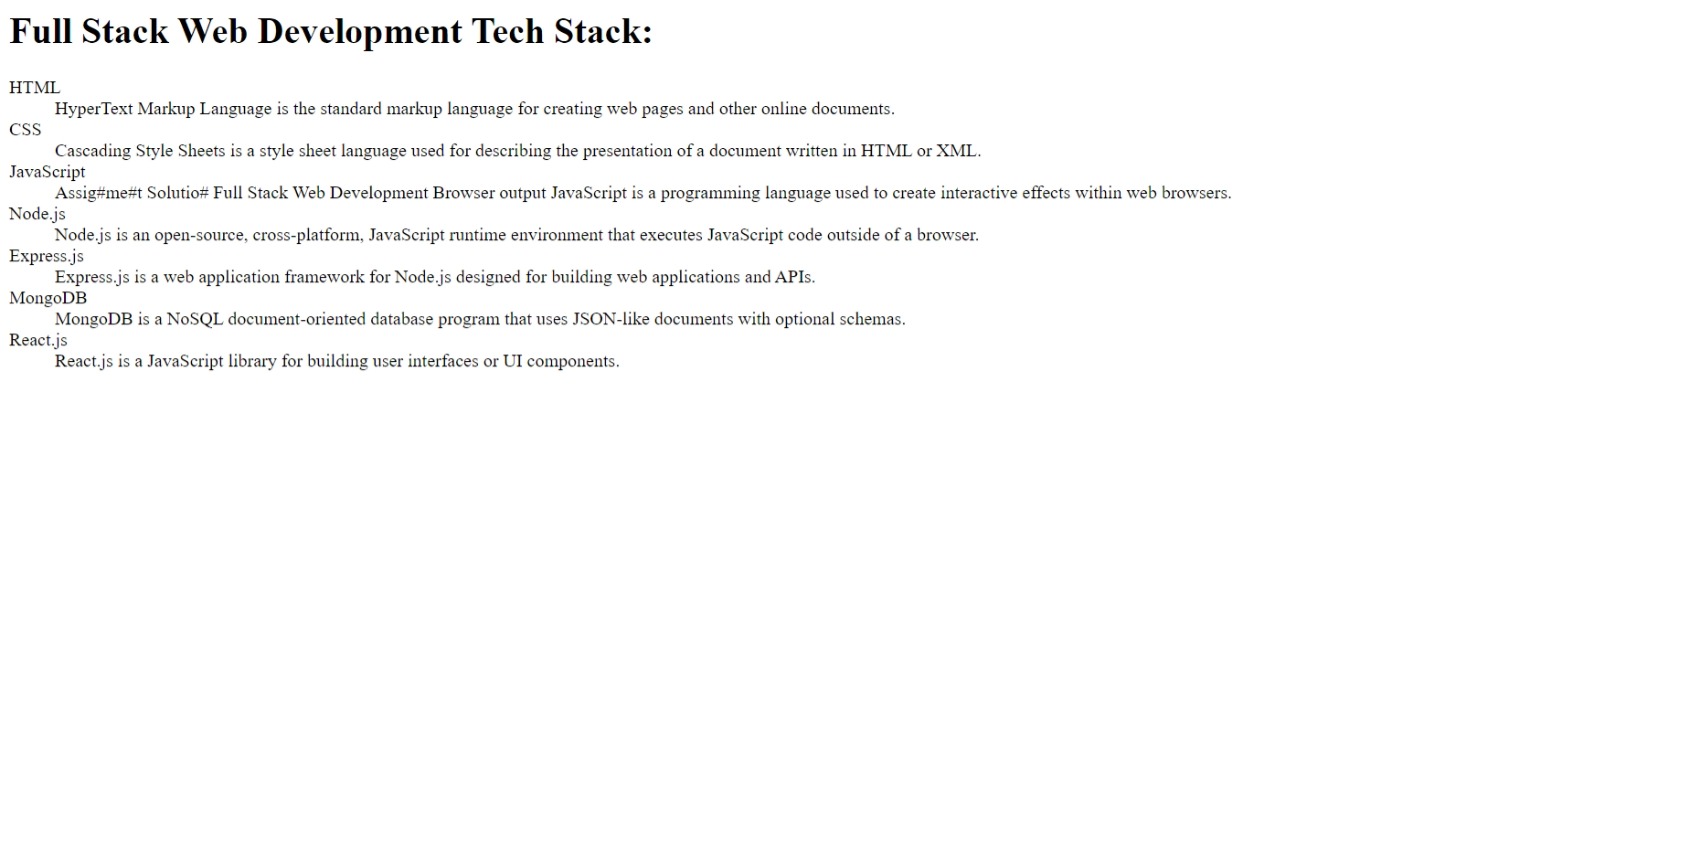 Full Stack Web Development Tech Stack:
HTML
HyperText Markup Language is the standard markup language for creating web pages and other online documents.
CSS
Cascading Style Sheets is a style sheet language used for describing the presentation of a document written in HTML or XML.
JavaScript
Assig#me#t Solutio# Full Stack Web Development Browser output JavaScript is a programming language used to create interactive effects within web browsers.
Node.js
Node.js is an open-source, cross-platform, JavaScript runtime environment that executes JavaScript code outside of a browser.
Express.js
Express.js is a web application framework for Node.js designed for building web applications and APIs.
MongoDB
MongoDB is a NoSQL document-oriented database program that uses JSON-like documents with optional schemas.
React.js
React.js is a JavaScript library for building user interfaces or UI components.